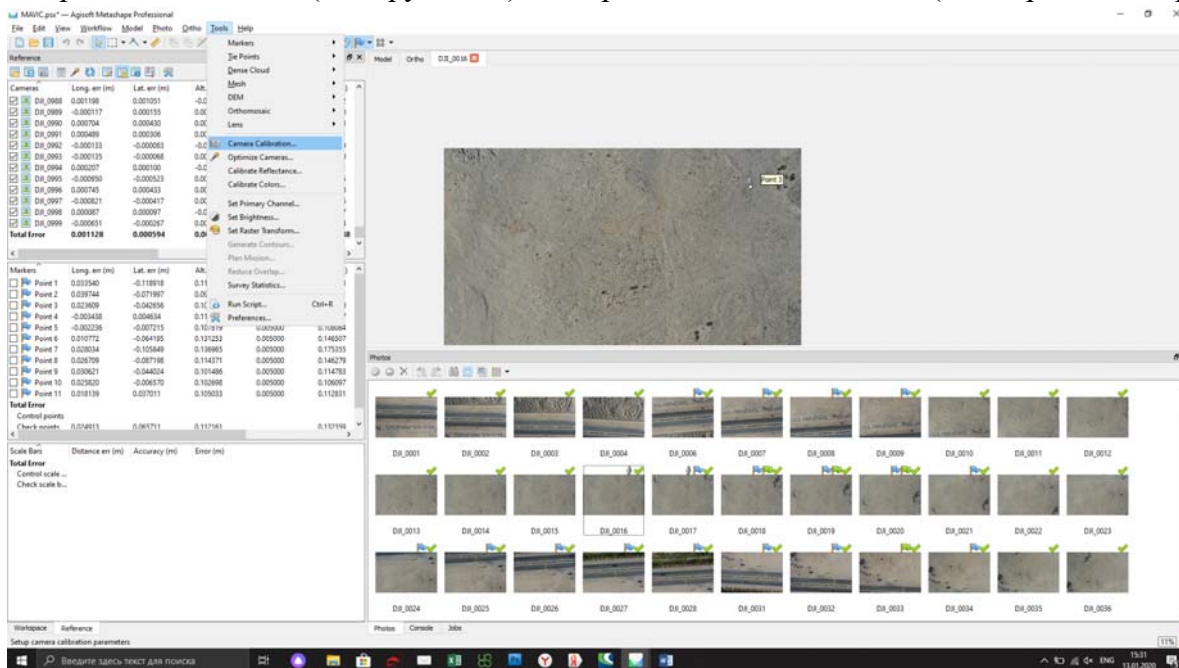 MAVIC.psx* — Agisoft Metashape Professional
File Edit View Workflow Model Photo Ortho Tools Help
Reference
Cameras Long. err (m) Lat. err (m) Alt.
DJI_0988 0.001198 0.001051
DJI_0989 -0.000117 0.000155
DJI_0990 0.000704 0.000430
DJI_0991 0.000489 0.000306
DJI_0992 -0.000133 -0.000083
DJI_0993 -0.000135 -0.000068
DJI_0994 0.000207 0.000100
DJI_0995 -0.000950 -0.000523
DJI_0996 0.000745 0.000433
DJI_0997 -0.000821 -0.000417
DJI_0998 0.000087 0.000097
DJI_0999 -0.000651 -0.000267
Total Error 0.001128 0.000594
Markers Long. err (m) Lat. err (m) Alt.
Point 1 0.033540 -0.118918
Point 2 0.039744 -0.071997
Point 3 0.023609 -0.042656
Point 4 -0.003438 0.004634
Point 5 -0.002236 -0.007215 0.107819 0.005000 0.108084
Point 6 0.010772 -0.064185 0.131253 0.005000 0.146507
Point 7 0.028034 -0.105849 0.136965 0.005000 0.175355
Point 8 0.026709 -0.087198 0.114371 0.005000 0.146279
Point 9 0.030621 -0.044024 0.101486 0.005000 0.114783
Point 10 0.025820 -0.006570 0.102698 0.005000 0.106097
Point 11 0.018139 0.037011 0.105033 0.005000 0.112831
Total Error
Control points
Check points 0.024913 0.065711 0.112161 0.132359
Scale Bars Distance err (m) Accuracy (m) Error (m)
Total Error
Control scale ...
Check scale b...
Workspace Reference
Setup camera calibration parameters
Markers
Tie Points
Dense Cloud
Mesh
DEM
Orthomosaic
Lens
Camera Calibration...
Optimize Cameras...
Calibrate Reflectance...
Calibrate Colors...
Set Primary Channel...
Set Brightness...
Set Raster Transform...
Generate Contours...
Plan Mission...
Reduce Overlap...
Survey Statistics...
Run Script... Ctrl+R
Preferences...
Model Ortho DJI_0016
Point 3
Photos
DJI_0001 DJI_0002 DJI_0003 DJI_0004 DJI_0006 DJI_0007 DJI_0008 DJI_0009 DJI_0010 DJI_0011 DJI_0012
DJI_0013 DJI_0014 DJI_0015 DJI_0016 DJI_0017 DJI_0018 DJI_0019 DJI_0020 DJI_0021 DJI_0022 DJI_0023
DJI_0024 DJI_0025 DJI_0026 DJI_0027 DJI_0028 DJI_0031 DJI_0032 DJI_0033 DJI_0034 DJI_0035 DJI_0036
Photos Console Jobs
11%
Введите здесь текст для поиска
ENG 15:31
13.01.2020